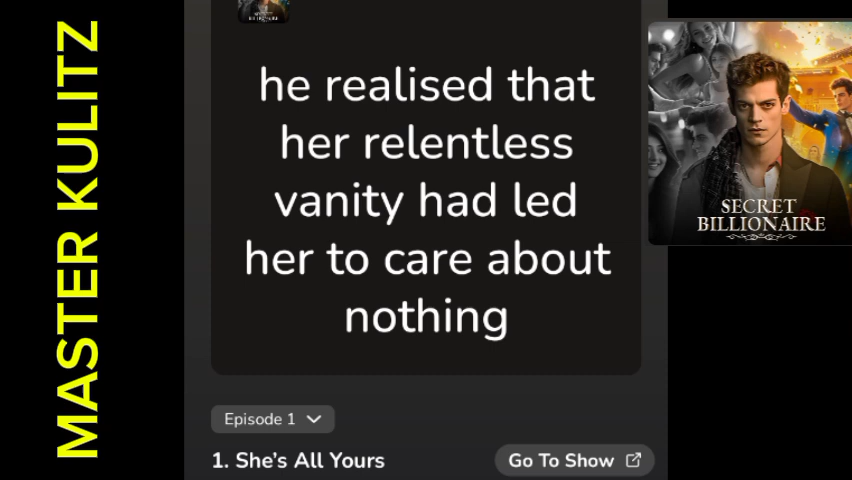 MASTER KULITZ
he realised that
her relentless
vanity had led
her to care about
nothing
Episode 1
1. She's All Yours
Go To Show
SECRET
BILLIONAIRE